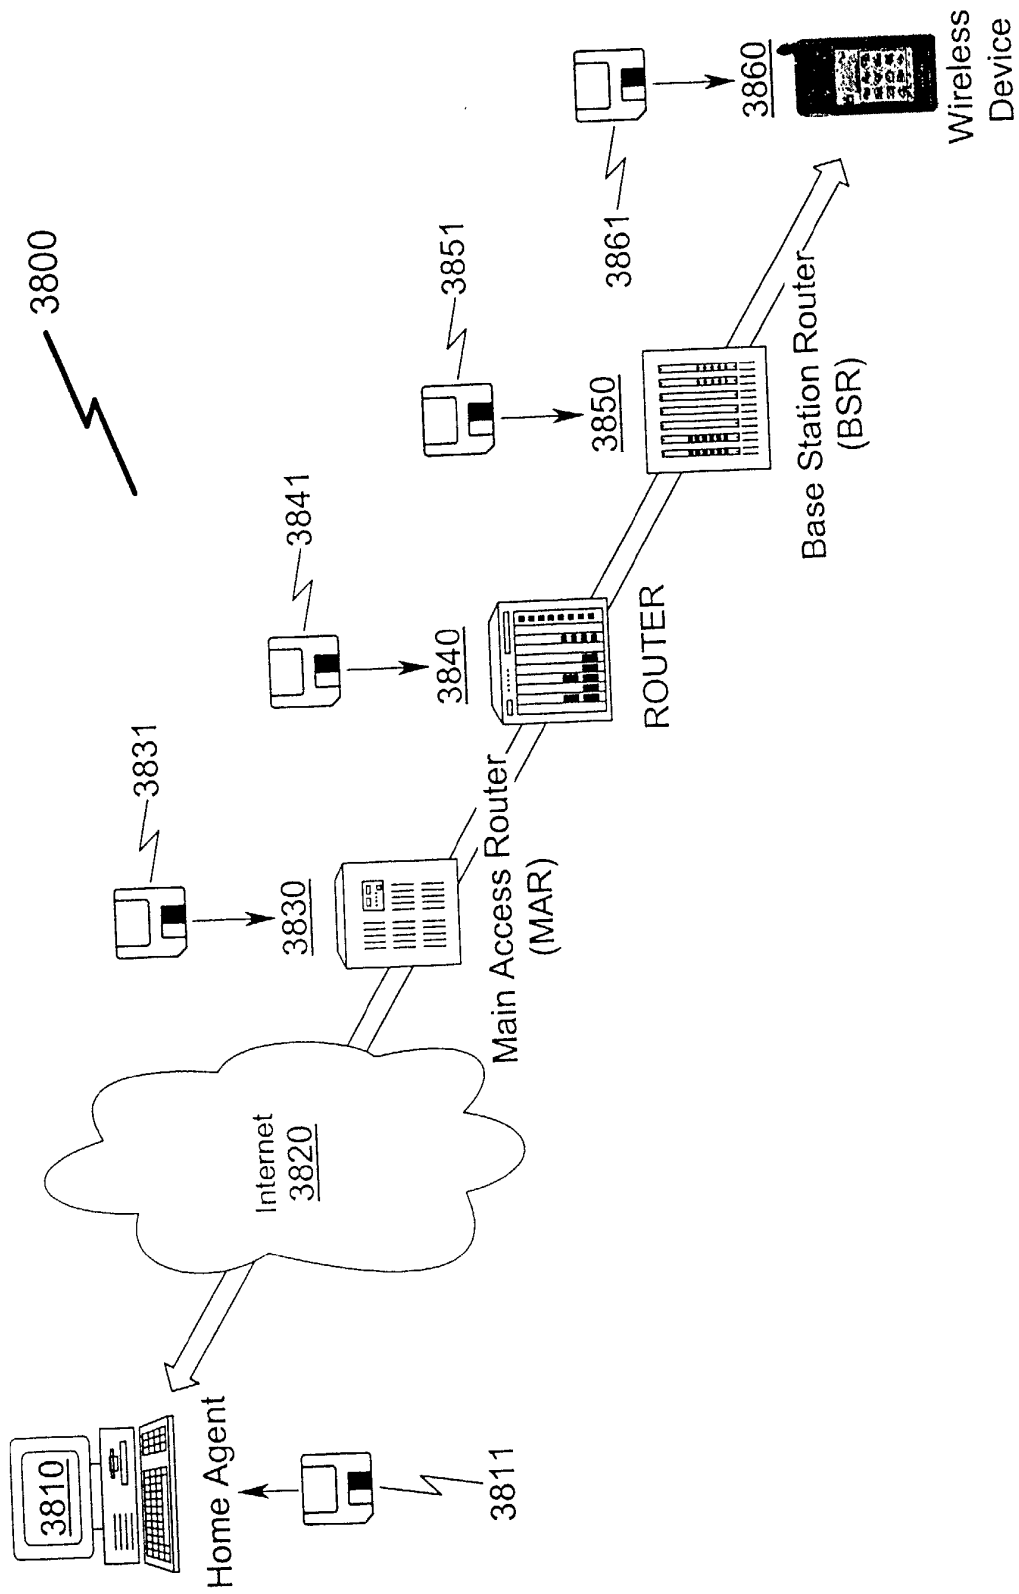 3800
3810
Home Agent
3811
Internet
3820
3831
3830
Main Access Router
(MAR)
3841
3840
ROUTER
3851
3850
Base Station Router
(BSR)
3861
3860
Wireless
Device